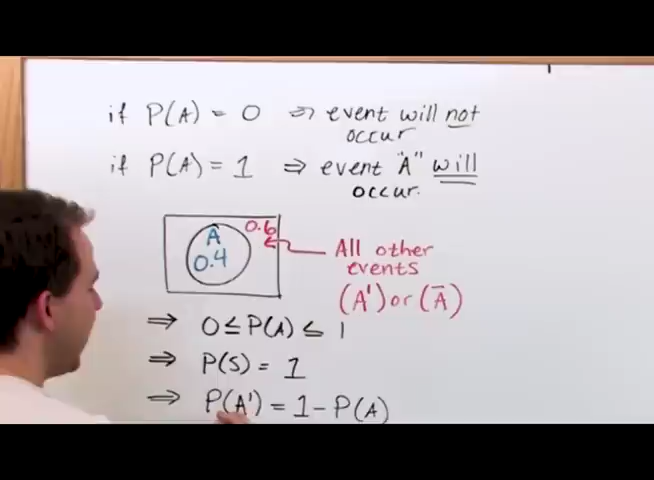 if P(A) = 0 ⇒ event will not
occur
if P(A) = 1 ⇒ event "A" will
occur.
A 0.6
0.4
All other
events
(A') or (Ā)
⇒ 0 ≤ P(A) ≤ 1
⇒ P(S) = 1
⇒ P(A') = 1 - P(A)